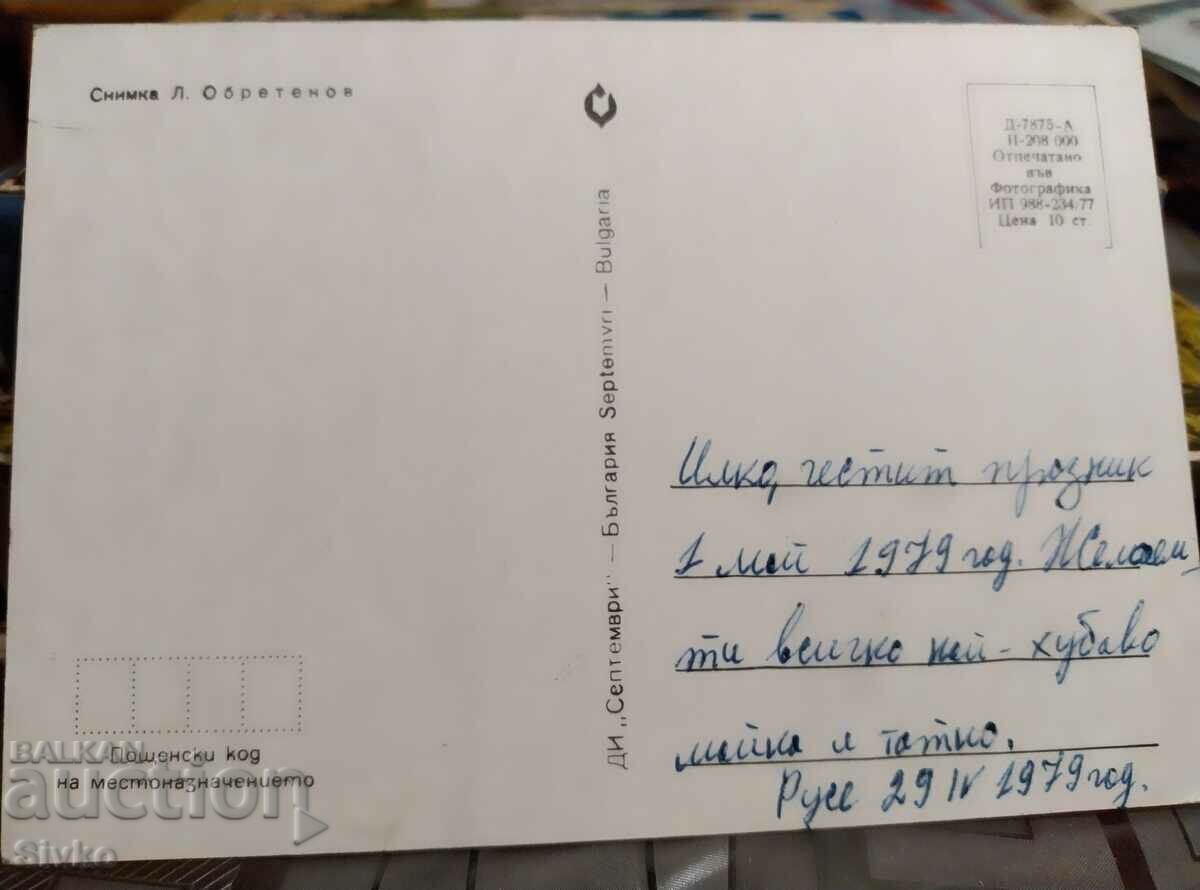 Снимка Л. Обретенов
Д-7875-А
П-208 000
Отпечатано
във
Фотографика
ИП 988-234/77
Цена 10 ст.
ДИ „Септември" — България Septemvri — Bulgaria
Илко, честит празник
1 май 1979 год. Желаем
ти всичко най-хубаво
майка и татко.
Русе 29 IV 1979 год.
Пощенски код
на местоназначението
BALKAN
auction
Sivko